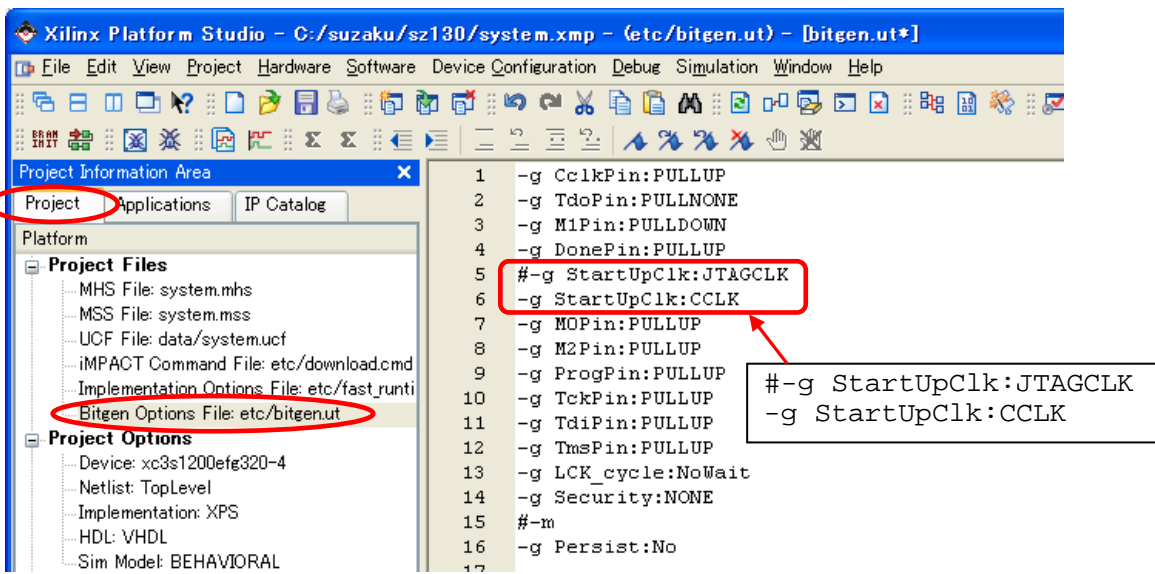 Xilinx Platform Studio - C:/suzaku/sz130/system.xmp - (etc/bitgen.ut) - [bitgen.ut*]
File Edit View Project Hardware Software Device Configuration Debug Simulation Window Help
BRAM INIT
Project Information Area
Project Applications IP Catalog
Platform
Project Files
MHS File: system.mhs
MSS File: system.mss
UCF File: data/system.ucf
iMPACT Command File: etc/download.cmd
Implementation Options File: etc/fast_runti
Bitgen Options File: etc/bitgen.ut
Project Options
Device: xc3s1200efg320-4
Netlist: TopLevel
Implementation: XPS
HDL: VHDL
Sim Model: BEHAVIORAL
1 -g CclkPin:PULLUP
2 -g TdoPin:PULLNONE
3 -g M1Pin:PULLDOWN
4 -g DonePin:PULLUP
5 #-g StartUpClk:JTAGCLK
6 -g StartUpClk:CCLK
7 -g M0Pin:PULLUP
8 -g M2Pin:PULLUP
9 -g ProgPin:PULLUP
10 -g TckPin:PULLUP
11 -g TdiPin:PULLUP
12 -g TmsPin:PULLUP
13 -g LCK_cycle:NoWait
14 -g Security:NONE
15 #-m
16 -g Persist:No
17
#-g StartUpClk:JTAGCLK
-g StartUpClk:CCLK